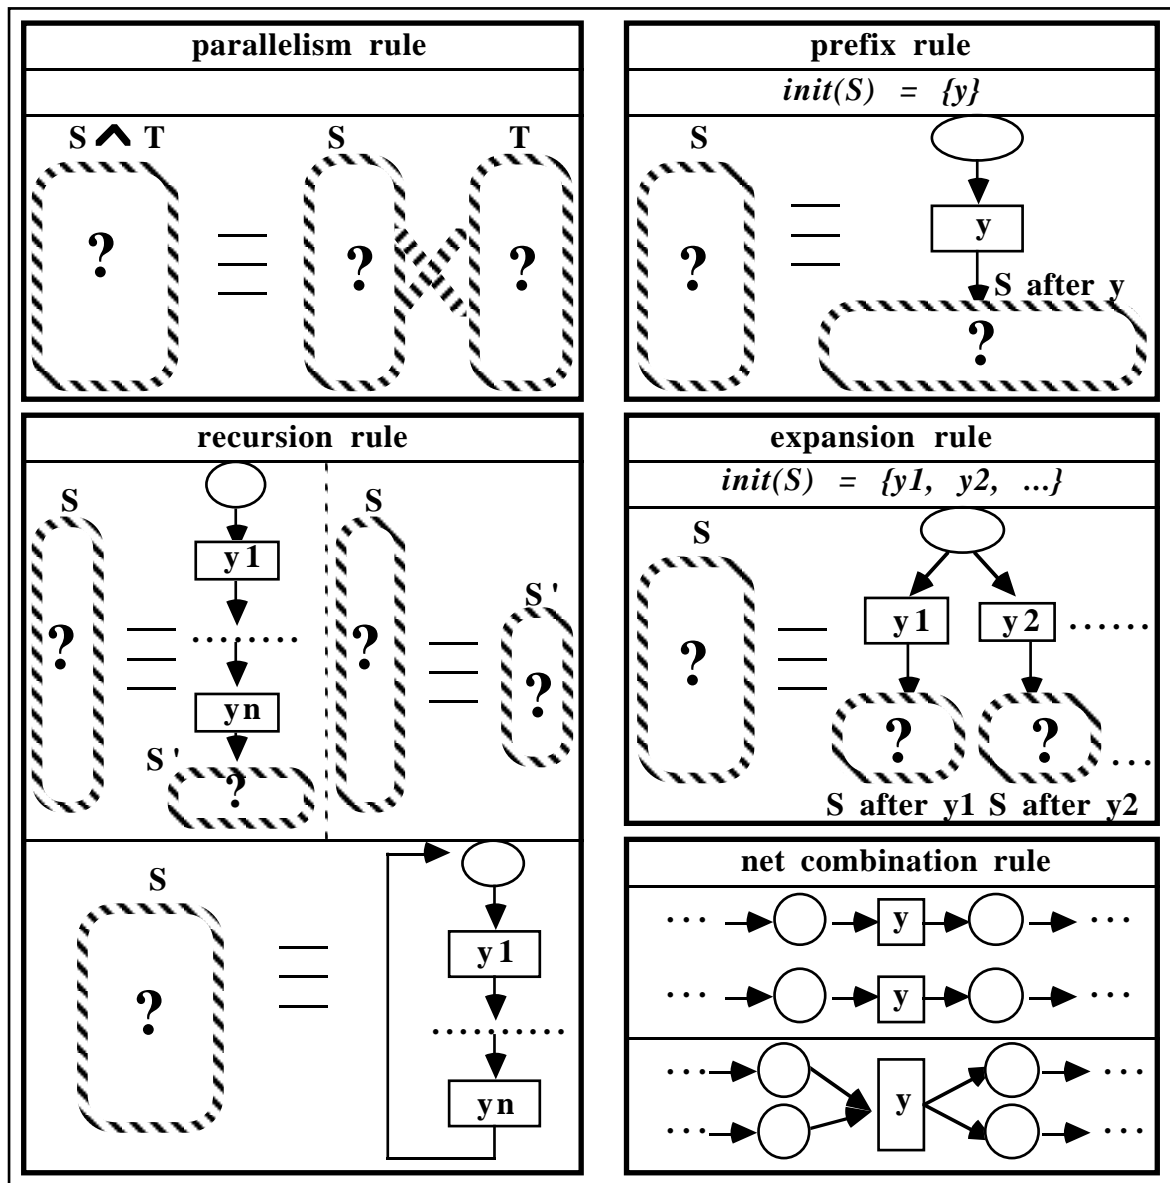 parallelism rule
S ∧ T
S
T
?
?
?
prefix rule
init(S) = {y}
S
y
S after y
?
?
recursion rule
S
S
y1
S '
?
?
..........
?
yn
S '
?
S
y1
?
..........
yn
expansion rule
init(S) = {y1, y2, ...}
S
y1
y2
......
?
?
?
...
S after y1
S after y2
net combination rule
...
y
...
...
y
...
...
...
y
...
...